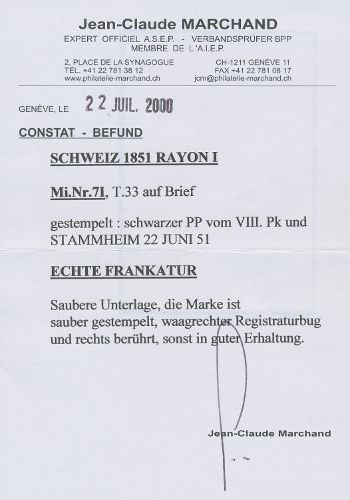 Jean-Claude MARCHAND
EXPERT OFFICIEL A.S.E.P. - VERBANDSPRÜFER BPP
MEMBRE DE L'A.I.E.P.
2, PLACE DE LA SYNAGOGUE CH-1211 GENÈVE 11
TÉL. +41 22 781 38 12 FAX +41 22 781 08 17
www.philatelie-marchand.ch jcm@philatelie-marchand.ch
GENÈVE, LE 22 JUIL. 2000
CONSTAT - BEFUND
SCHWEIZ 1851 RAYON I
Mi.Nr.7I, T.33 auf Brief
gestempelt : schwarzer PP vom VIII. Pk und
STAMMHEIM 22 JUNI 51
ECHTE FRANKATUR
Saubere Unterlage, die Marke ist
sauber gestempelt, waagrechter Registraturbug
und rechts berührt, sonst in guter Erhaltung.
Jean-Claude Marchand